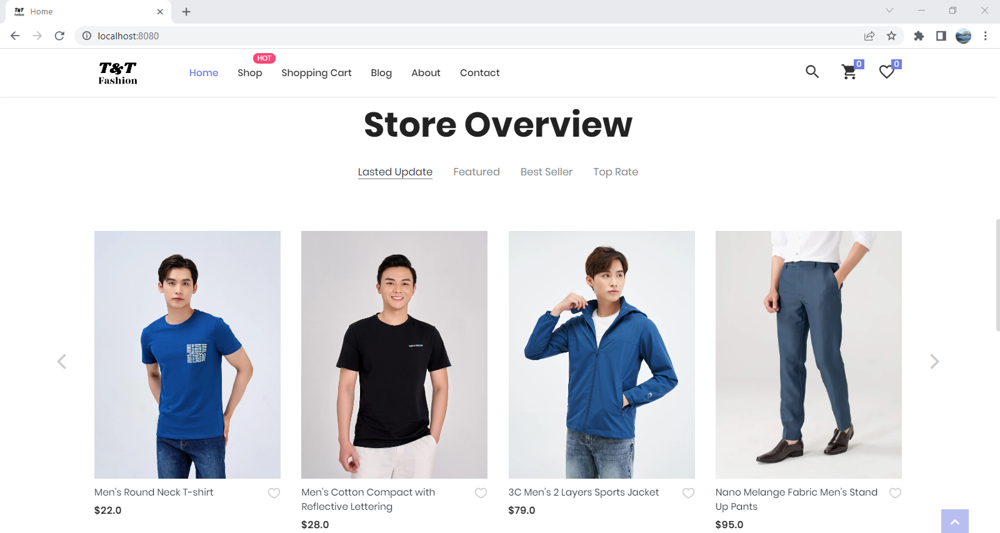 T&T Fashion
Home
localhost:8080
T&T
Fashion
Home
Shop
HOT
Shopping Cart
Blog
About
Contact
0
0
Store Overview
Lasted Update
Featured
Best Seller
Top Rate
Men's Round Neck T-shirt
$22.0
Men's Cotton Compact with
Reflective Lettering
$28.0
3C Men's 2 Layers Sports Jacket
$79.0
Nano Melange Fabric Men's Stand
Up Pants
$95.0